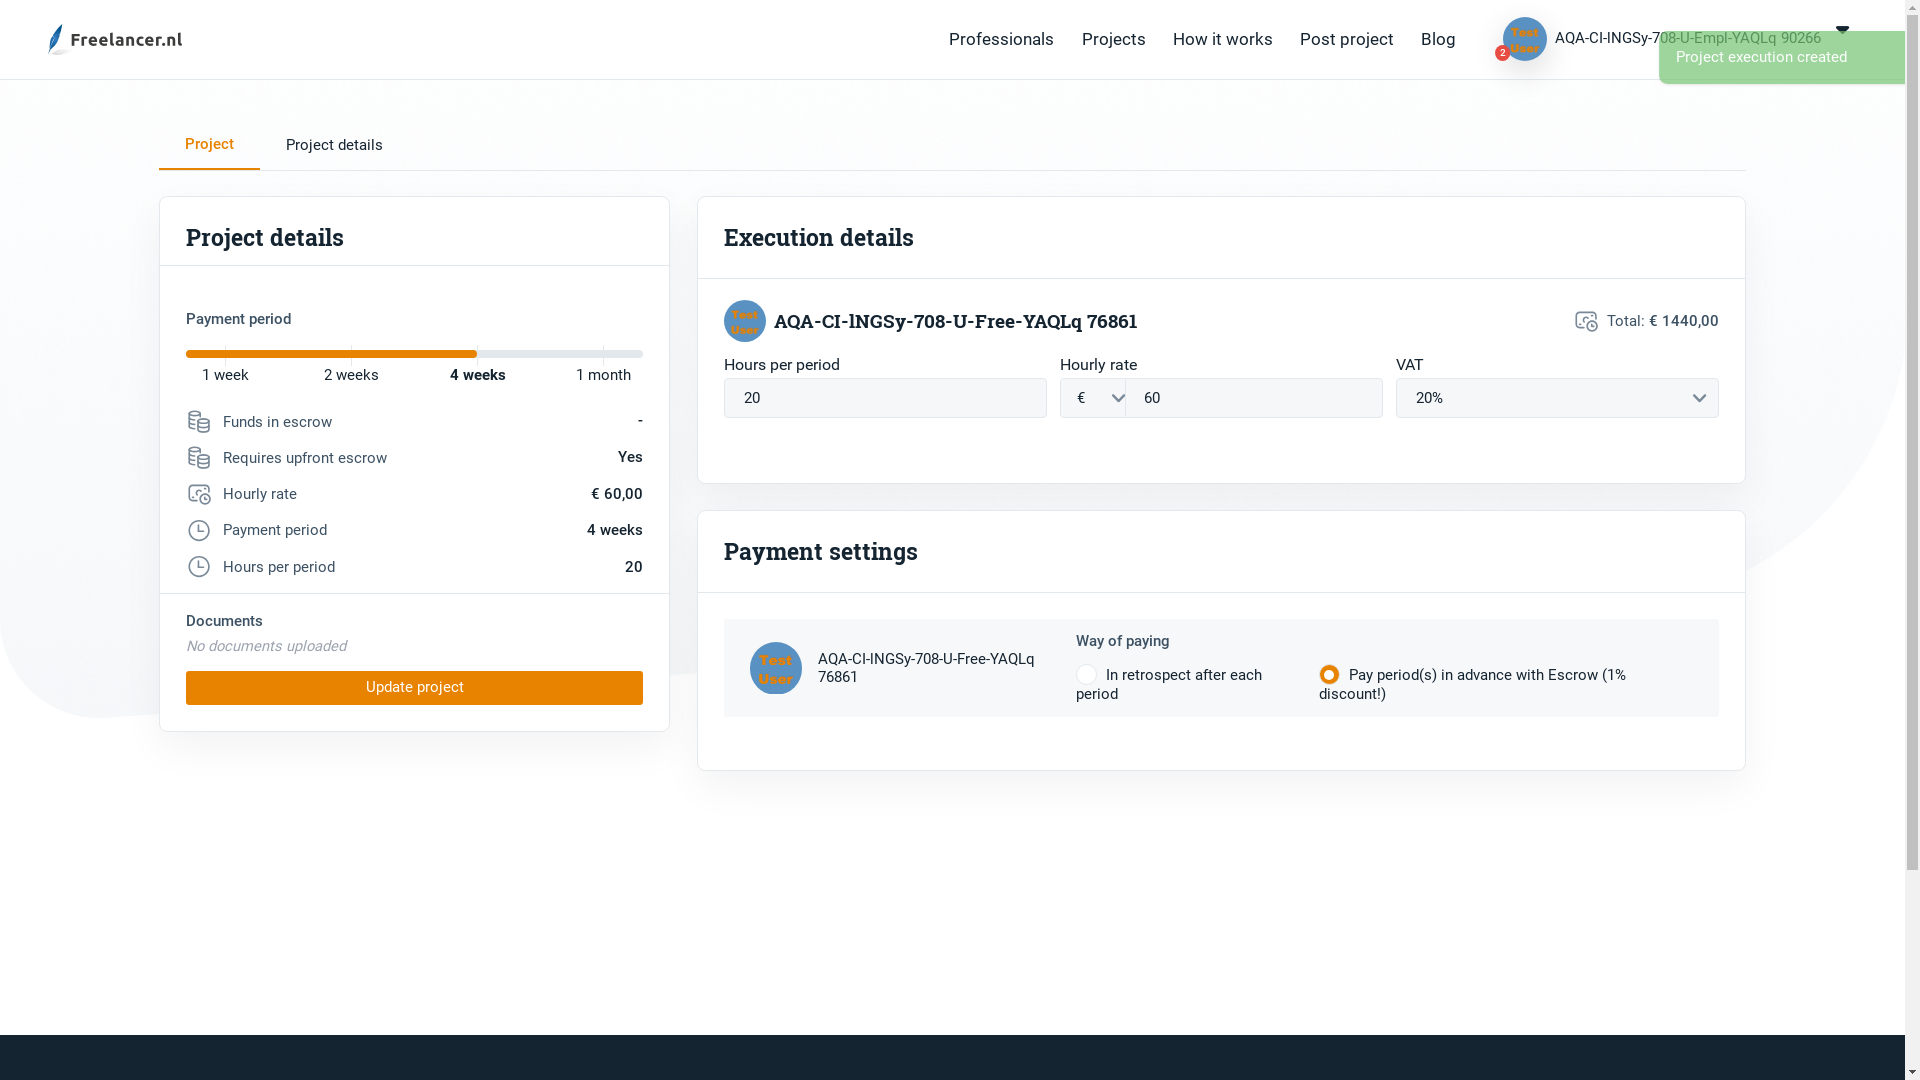 Freelancer.nl
Professionals
Projects
How it works
Post project
Blog
Test
User
2
AQA-CI-lNGSy-708-U-Empl-YAQLq 90266
Project execution created
Project
Project details
Project details
Payment period
1 week
2 weeks
4 weeks
1 month
Funds in escrow
-
Requires upfront escrow
Yes
Hourly rate
€ 60,00
Payment period
4 weeks
Hours per period
20
Documents
No documents uploaded
Update project
Execution details
Test
User
AQA-CI-lNGSy-708-U-Free-YAQLq 76861
Total: € 1440,00
Hours per period
Hourly rate
VAT
20
€
60
20%
Payment settings
Test
User
AQA-CI-lNGSy-708-U-Free-YAQLq
76861
Way of paying
In retrospect after each
period
Pay period(s) in advance with Escrow (1%
discount!)